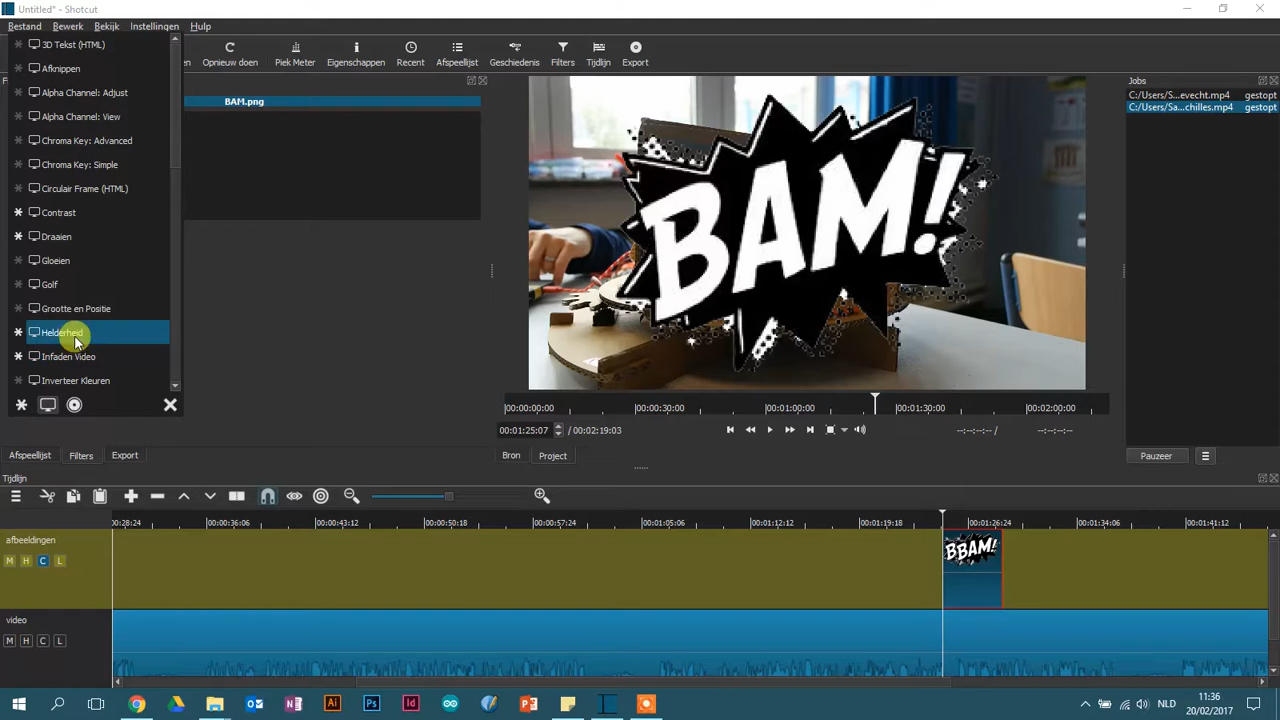 Untitled* - Shotcut
Bestand Bewerk Bekijk Instellingen Hulp
Opnieuw doen Piek Meter Eigenschappen Recent Afspeellijst Geschiedenis Filters Tijdlijn Export
3D Tekst (HTML)
Afknippen
Alpha Channel: Adjust
Alpha Channel: View
Chroma Key: Advanced
Chroma Key: Simple
Circular Frame (HTML)
Contrast
Draaien
Gloeien
Golf
Grootte en Positie
Helderheid
Infaden Video
Inverteer Kleuren
BAM.png
BAM!
Jobs
C:/Users/S...evecht.mp4 gestopt
C:/Users/Sa...chilles.mp4 gestopt
00:00:00:00 00:00:30:00 00:01:00:00 00:01:30:00 00:02:00:00
00:01:25:07 / 00:02:19:03 --:--:--:-- / --:--:--:--
Afspeellijst Filters Export
Bron Project
Pauzeer
Tijdlijn
00:28:24 00:00:36:06 00:00:43:12 00:00:50:18 00:00:57:24 00:01:05:06 00:01:12:12 00:01:19:18 00:01:26:24 00:01:34:06 00:01:41:12
afbeeldingen
M H C L
BBAM!
video
M H C L
NLD
11:36
20/02/2017